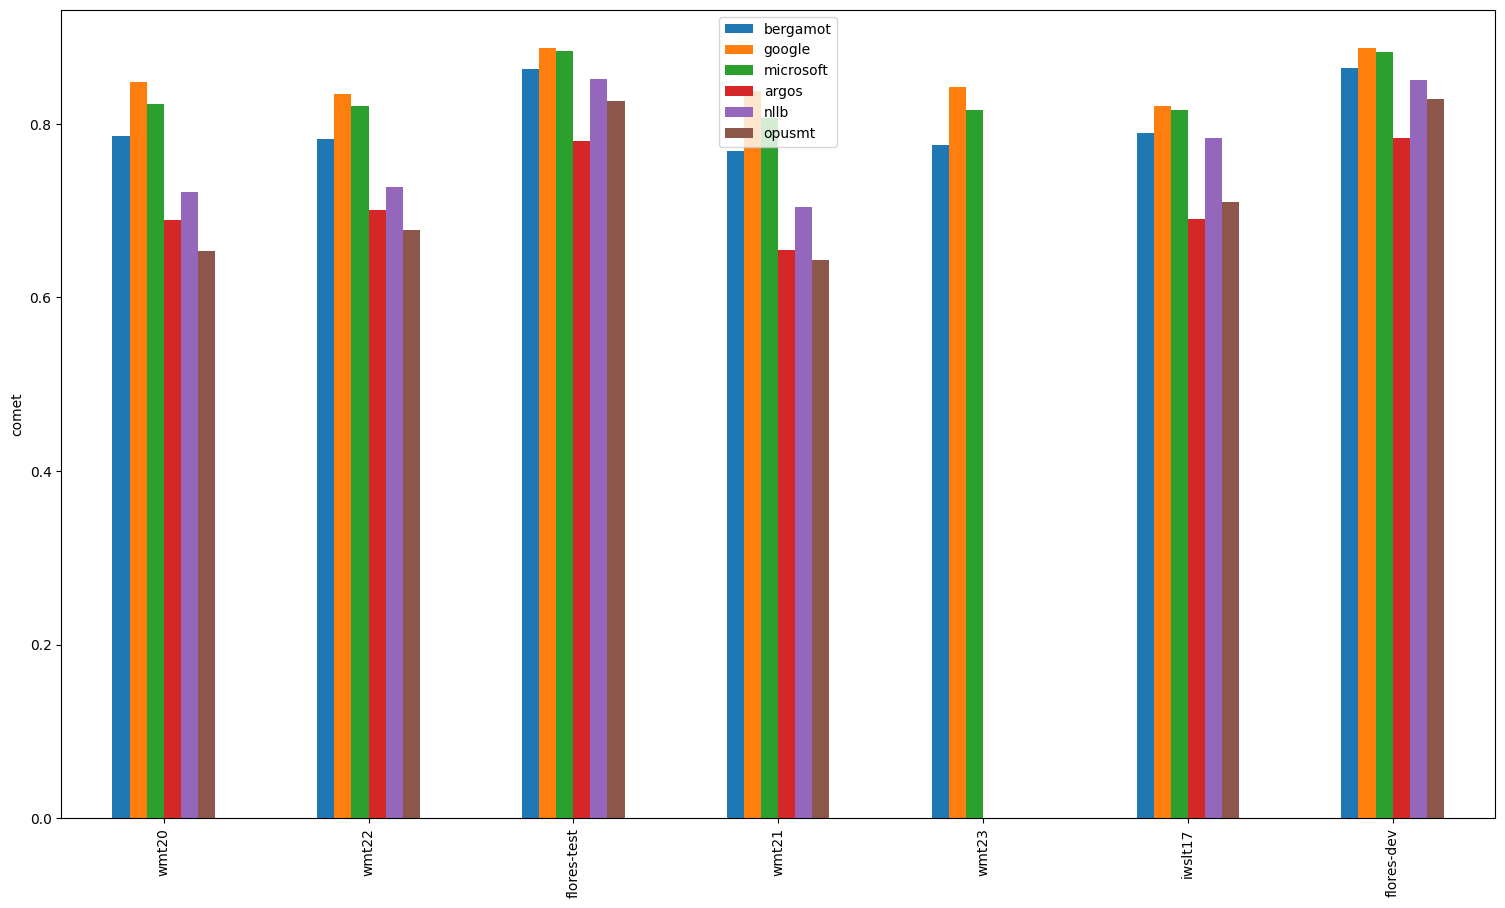 bergamot
google
microsoft
argos
nllb
opusmt
comet
0.8
0.6
0.4
0.2
0.0
wmt20
wmt22
flores-test
wmt21
wmt23
iwslt17
flores-dev